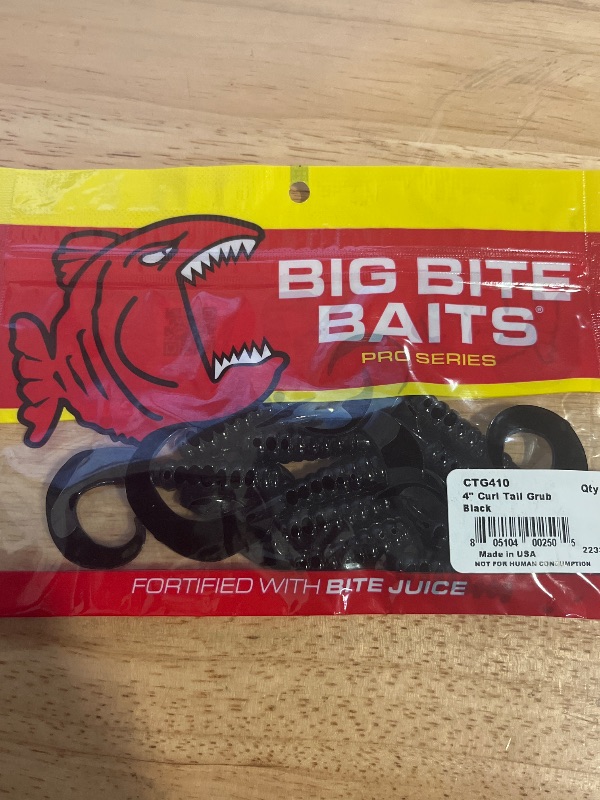 BIG BITE
BAITS®
PRO SERIES
CTG410
4" Curl Tail Grub
Qty
Black
8 05104 00250 5
Made in USA
223
NOT FOR HUMAN CONSUMPTION
FORTIFIED WITH BITE JUICE